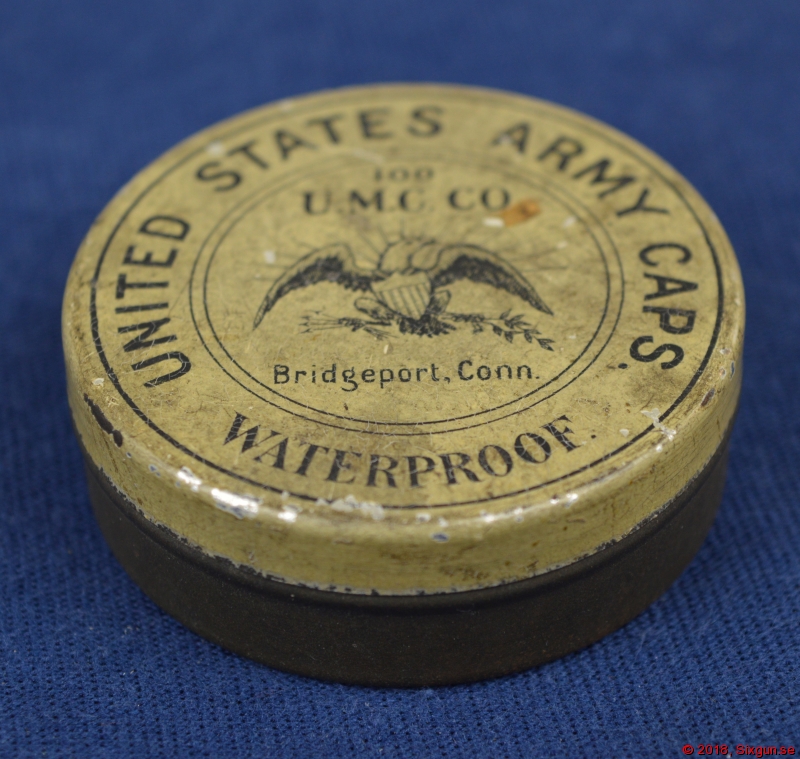 UNITED STATES ARMY CAPS.
100
U.M.C. CO
Bridgeport, Conn.
WATERPROOF.
© 2018, Sixgun.se